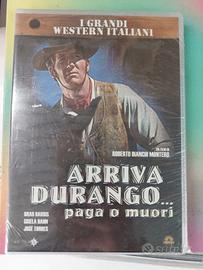 I GRANDI
WESTERN ITALIANI
UN FILM DI
ROBERTO BIANCHI MONTERO
ARRIVA
DURANGO...
paga o muori
BRAD HARRIS
GISELA HAHN
JOSÉ TORRES
subito